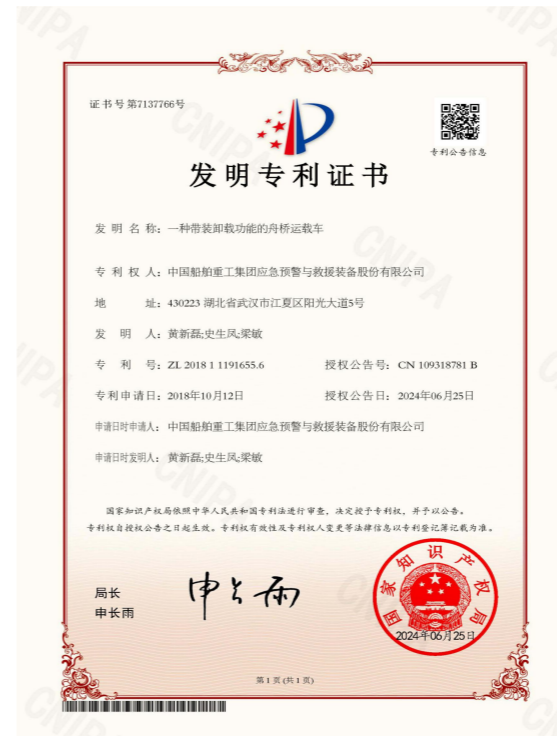 证书号第7137766号
专利公告信息
发明专利证书
发明名称：一种带装卸载功能的舟桥运载车
专利权人：中国船舶重工集团应急预警与救援装备股份有限公司
地址：430223 湖北省武汉市江夏区阳光大道5号
发明人：黄新磊;史生凤;梁敏
专利号：ZL 2018 1 1191655.6 授权公告号：CN 109318781 B
专利申请日：2018年10月12日 授权公告日：2024年06月25日
申请日时申请人：中国船舶重工集团应急预警与救援装备股份有限公司
申请日时发明人：黄新磊;史生凤;梁敏
国家知识产权局依照中华人民共和国专利法进行审查，决定授予专利权，并予以公告。
专利权自授权公告之日起生效。专利权有效性及专利权人变更等法律信息以专利登记簿记载为准。
局长
申长雨
申长雨
国家知识产权局
2024年06月25日
第 1 页 (共 1 页)
CNIPA
CNIPA
CNIPA
CNIPA